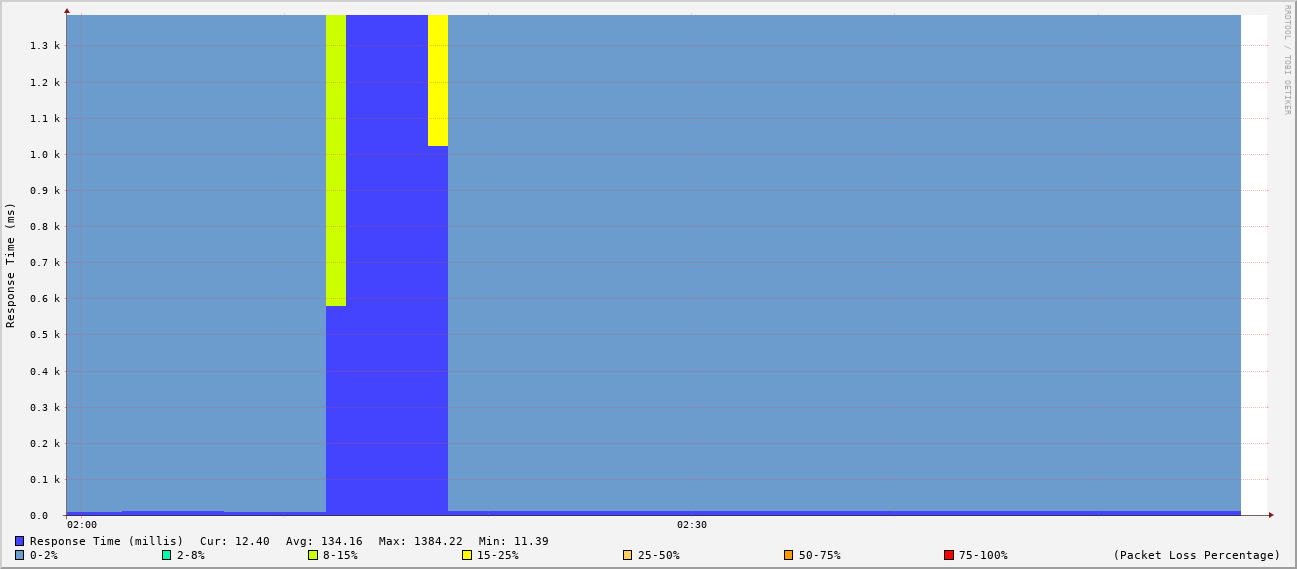 RRDTOOL / TOBI OETIKER
Response Time (ms)
1.3 k
1.2 k
1.1 k
1.0 k
0.9 k
0.8 k
0.7 k
0.6 k
0.5 k
0.4 k
0.3 k
0.2 k
0.1 k
0.0
02:00 02:30
Response Time (millis) Cur: 12.40 Avg: 134.16 Max: 1384.22 Min: 11.39
0-2% 2-8% 8-15% 15-25% 25-50% 50-75% 75-100% (Packet Loss Percentage)